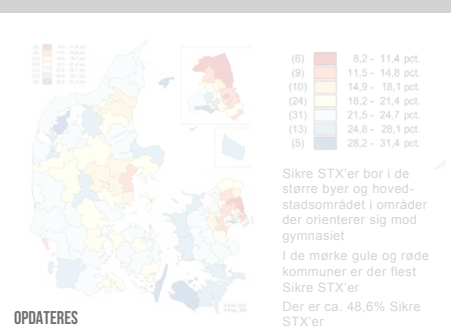 (6) 8,2 - 11,4 pct.
(9) 11,5 - 14,8 pct.
(10) 14,9 - 18,1 pct.
(24) 18,2 - 21,4 pct.
(31) 21,5 - 24,7 pct.
(13) 24,8 - 28,1 pct.
(5) 28,2 - 31,4 pct.
Sikre STX’er bor i de
større byer og hoved-
stadsområdet i områder
der orienterer sig mod
gymnasiet
I de mørke gule og røde
kommuner er der flest
Sikre STX’er
Der er ca. 48,6% Sikre
STX’er
OPDATERES